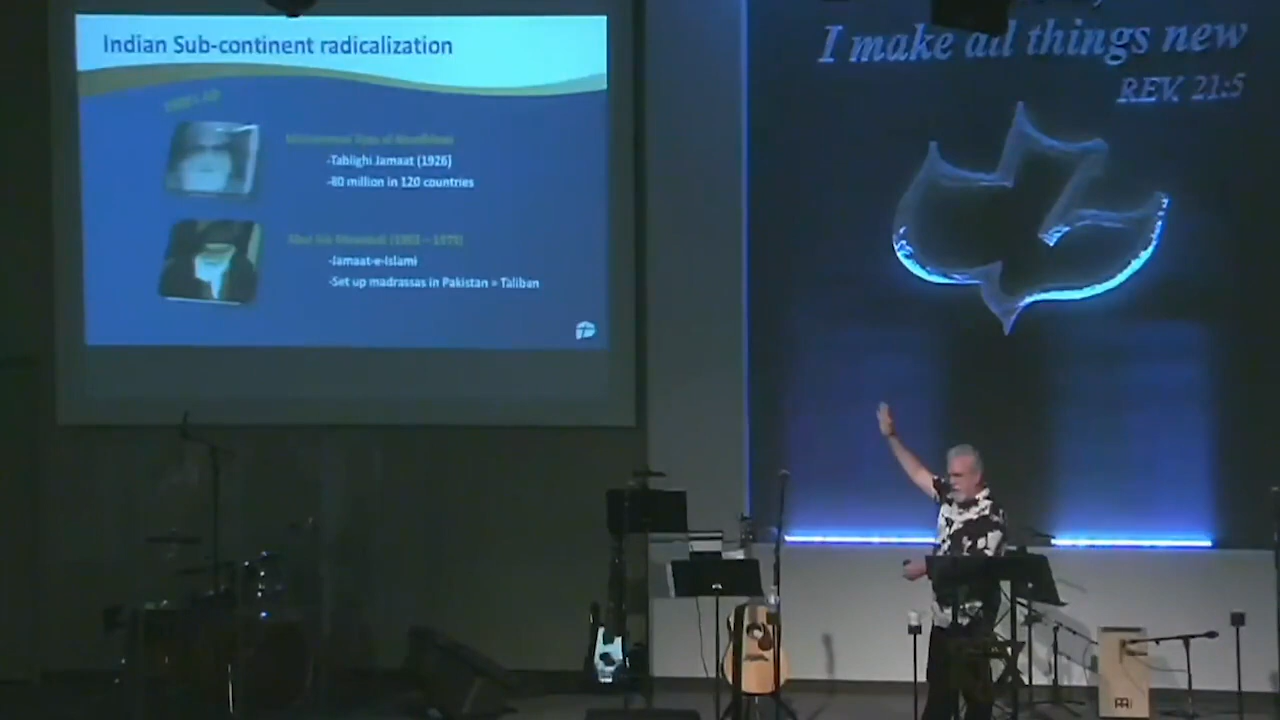 Indian Sub-continent radicalization
-Tablighi Jamaat (1926)
-80 million in 120 countries
-Jamaat-e-Islami
-Set up madrassas in Pakistan = Taliban
I make all things new
REV. 21:5
MEINL